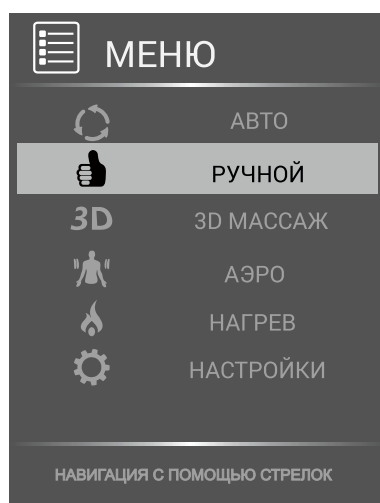 МЕНЮ
АВТО
РУЧНОЙ
3D 3D МАССАЖ
АЭРО
НАГРЕВ
НАСТРОЙКИ
НАВИГАЦИЯ С ПОМОЩЬЮ СТРЕЛОК